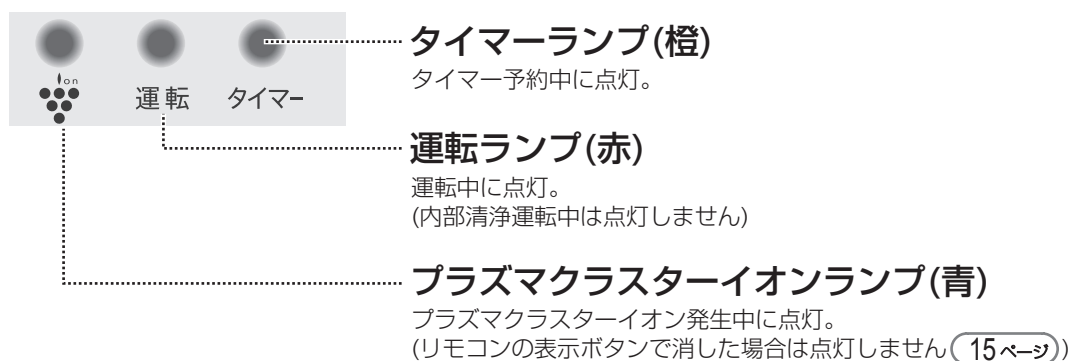 タイマーランプ(橙)
タイマー予約中に点灯。
ion
運転 タイマー
運転ランプ(赤)
運転中に点灯。
(内部清浄運転中は点灯しません)
プラズマクラスターイオンランプ(青)
プラズマクラスターイオン発生中に点灯。
(リモコンの表示ボタンで消した場合は点灯しません(15ページ))